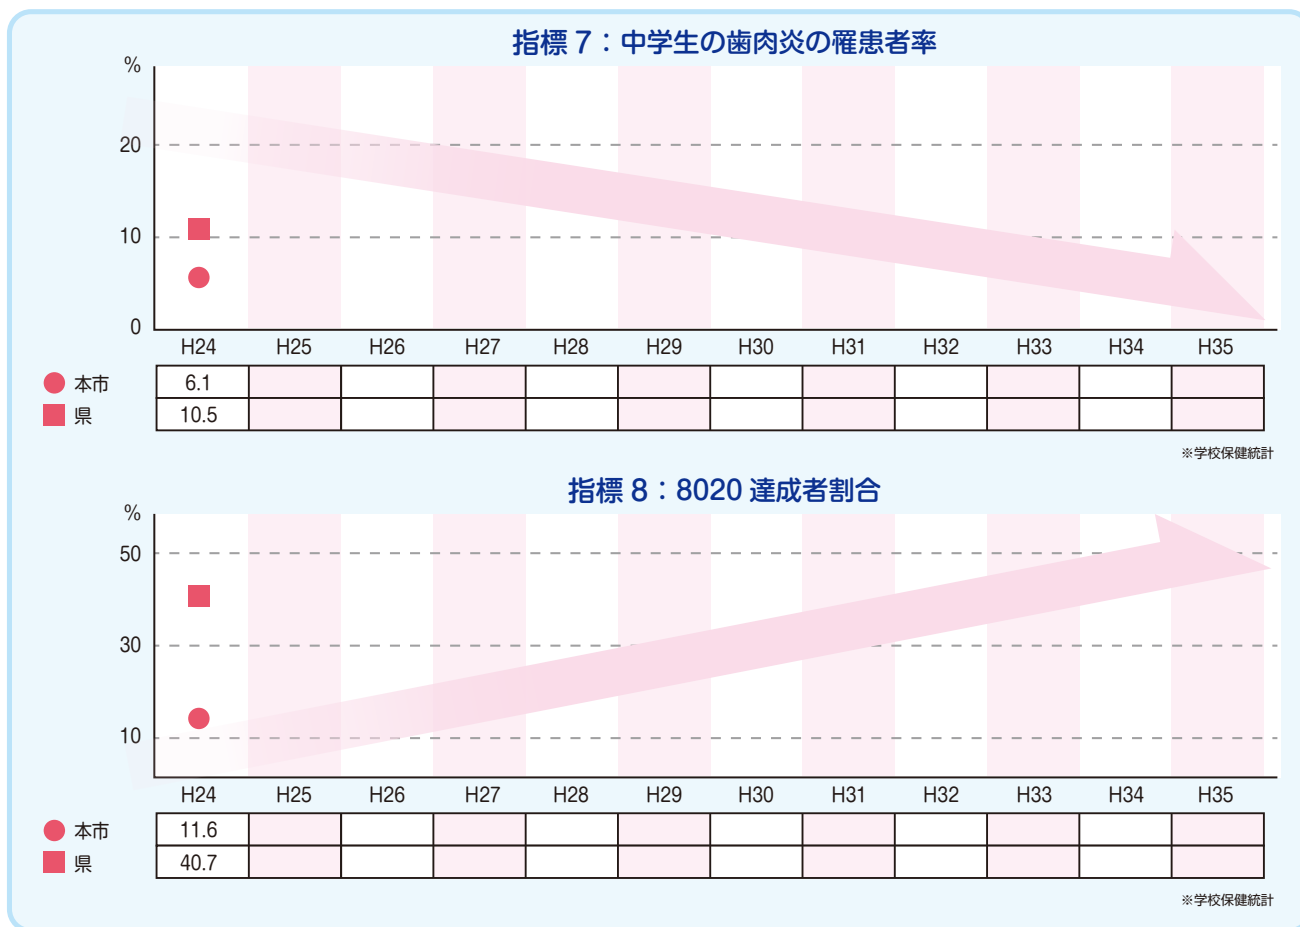 指標 7：中学生の歯肉炎の罹患者率
%
20
10
0
H24 H25 H26 H27 H28 H29 H30 H31 H32 H33 H34 H35
本市 6.1
県 10.5
※学校保健統計
指標 8：8020 達成者割合
%
50
30
10
H24 H25 H26 H27 H28 H29 H30 H31 H32 H33 H34 H35
本市 11.6
県 40.7
※学校保健統計